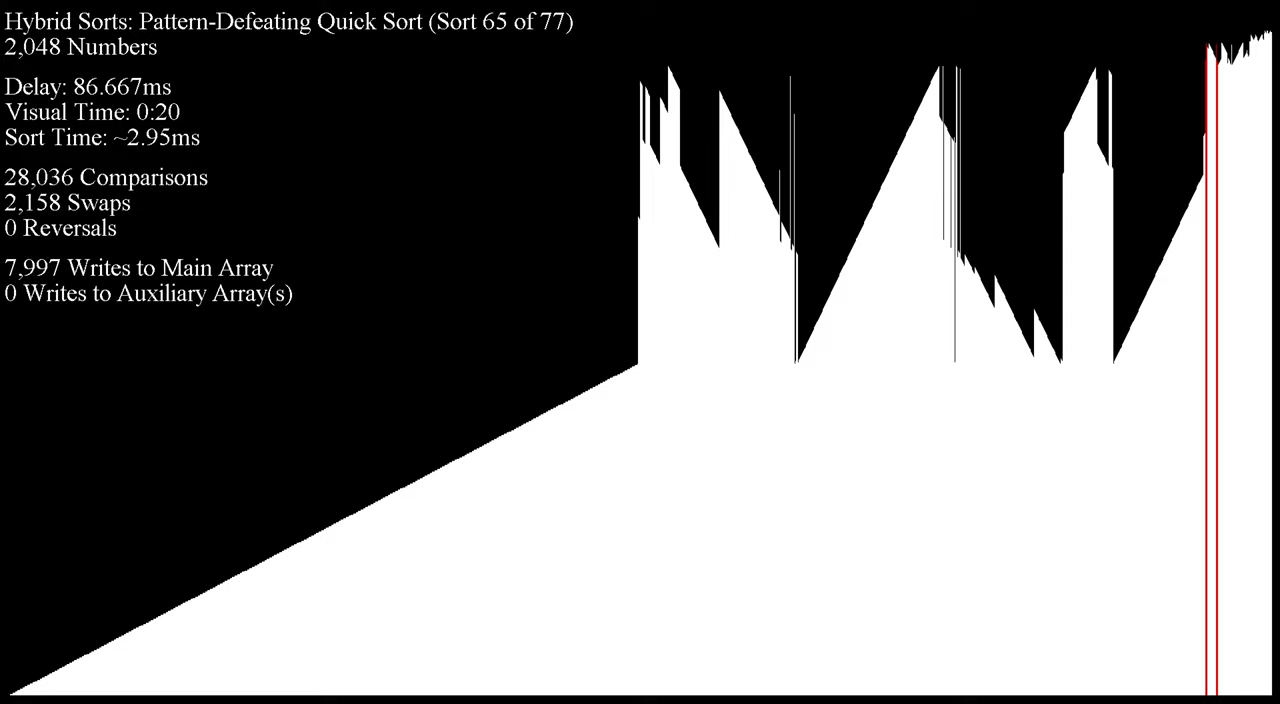 Hybrid Sorts: Pattern-Defeating Quick Sort (Sort 65 of 77)
2,048 Numbers
Delay: 86.667ms
Visual Time: 0:20
Sort Time: ~2.95ms
28,036 Comparisons
2,158 Swaps
0 Reversals
7,997 Writes to Main Array
0 Writes to Auxiliary Array(s)